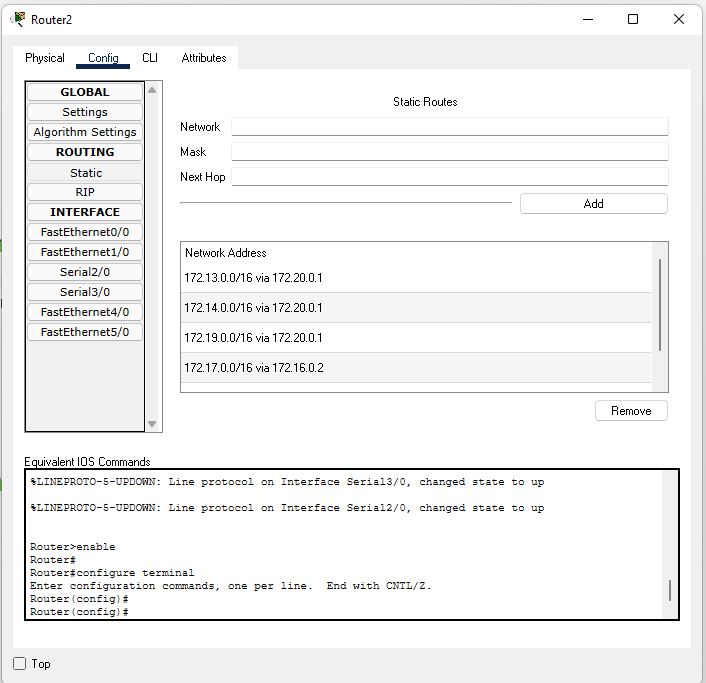 Router2
Physical Config CLI Attributes
GLOBAL
Settings
Algorithm Settings
ROUTING
Static
RIP
INTERFACE
FastEthernet0/0
FastEthernet1/0
Serial2/0
Serial3/0
FastEthernet4/0
FastEthernet5/0
Static Routes
Network
Mask
Next Hop
Add
Network Address
172.13.0.0/16 via 172.20.0.1
172.14.0.0/16 via 172.20.0.1
172.19.0.0/16 via 172.20.0.1
172.17.0.0/16 via 172.16.0.2
Remove
Equivalent IOS Commands
%LINEPROTO-5-UPDOWN: Line protocol on Interface Serial3/0, changed state to up
%LINEPROTO-5-UPDOWN: Line protocol on Interface Serial2/0, changed state to up
Router>enable
Router#
Router#configure terminal
Enter configuration commands, one per line.  End with CNTL/Z.
Router(config)#
Router(config)#
Top